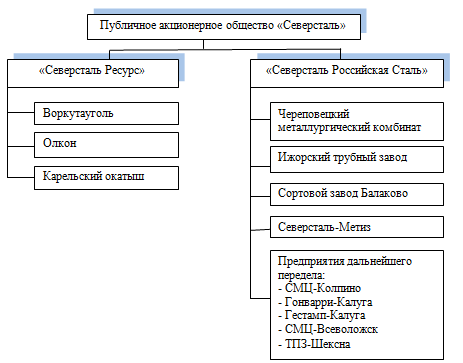 Публичное акционерное общество «Северсталь»
«Северсталь Ресурс»
Воркутауголь
Олкон
Карельский окатыш
«Северсталь Российская Сталь»
Череповецкий
металлургический комбинат
Ижорский трубный завод
Сортовой завод Балаково
Северсталь-Метиз
Предприятия дальнейшего
передела:
- СМЦ-Колпино
- Гонварри-Калуга
- Гестамп-Калуга
- СМЦ-Всеволожск
- ТПЗ-Шексна